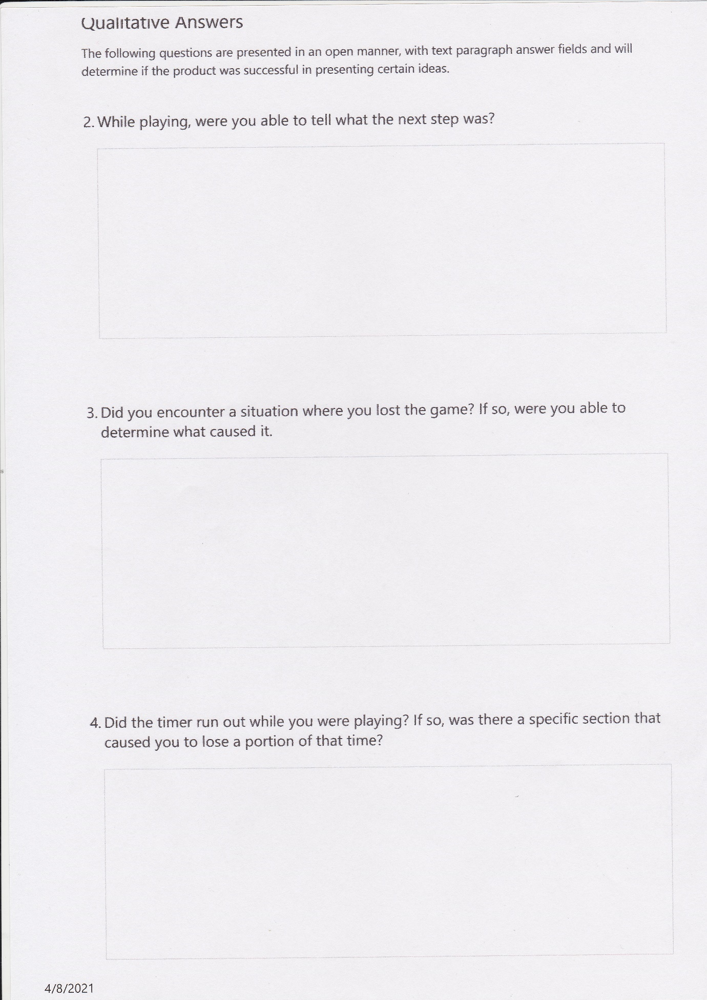 Qualitative Answers
The following questions are presented in an open manner, with text paragraph answer fields and will
determine if the product was successful in presenting certain ideas.
2. While playing, were you able to tell what the next step was?
3. Did you encounter a situation where you lost the game? If so, were you able to
determine what caused it.
4. Did the timer run out while you were playing? If so, was there a specific section that
caused you to lose a portion of that time?
4/8/2021